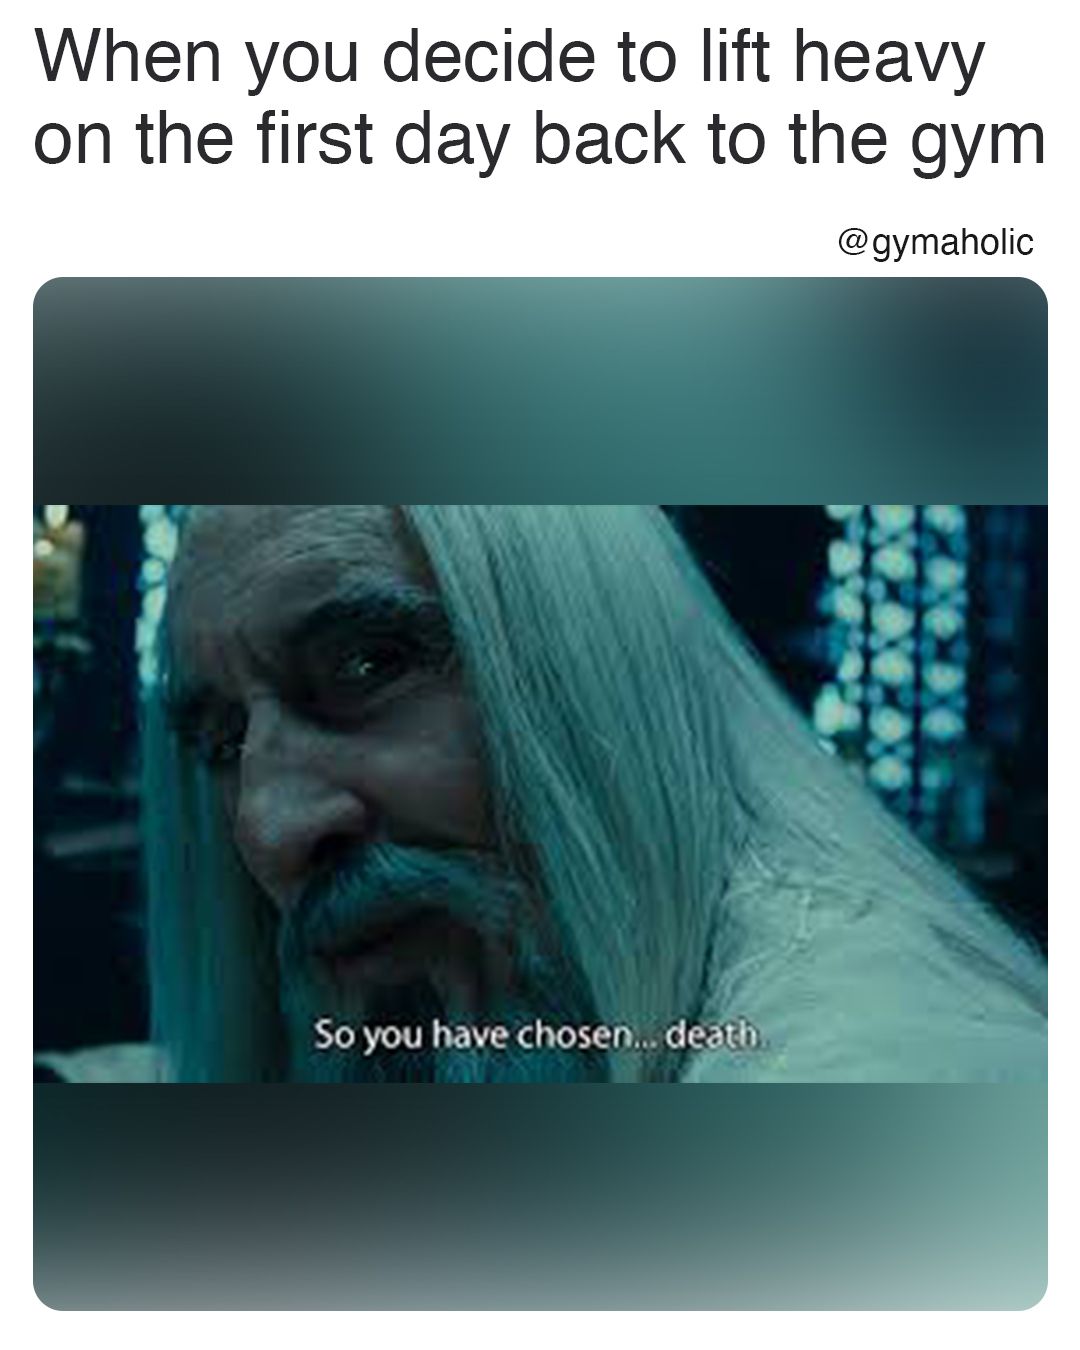 When you decide to lift heavy
on the first day back to the gym
@gymaholic
So you have chosen... death.